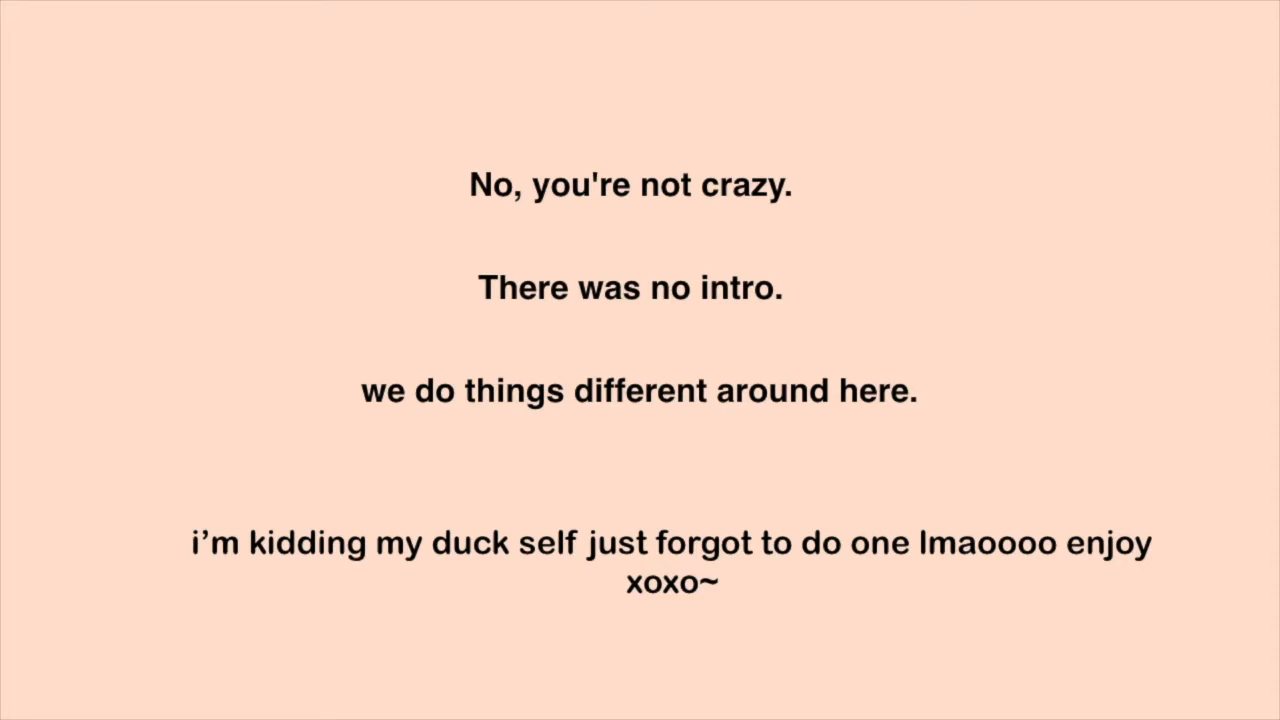 No, you're not crazy.
There was no intro.
we do things different around here.
i’m kidding my duck self just forgot to do one lmaoooo enjoy
xoxo~